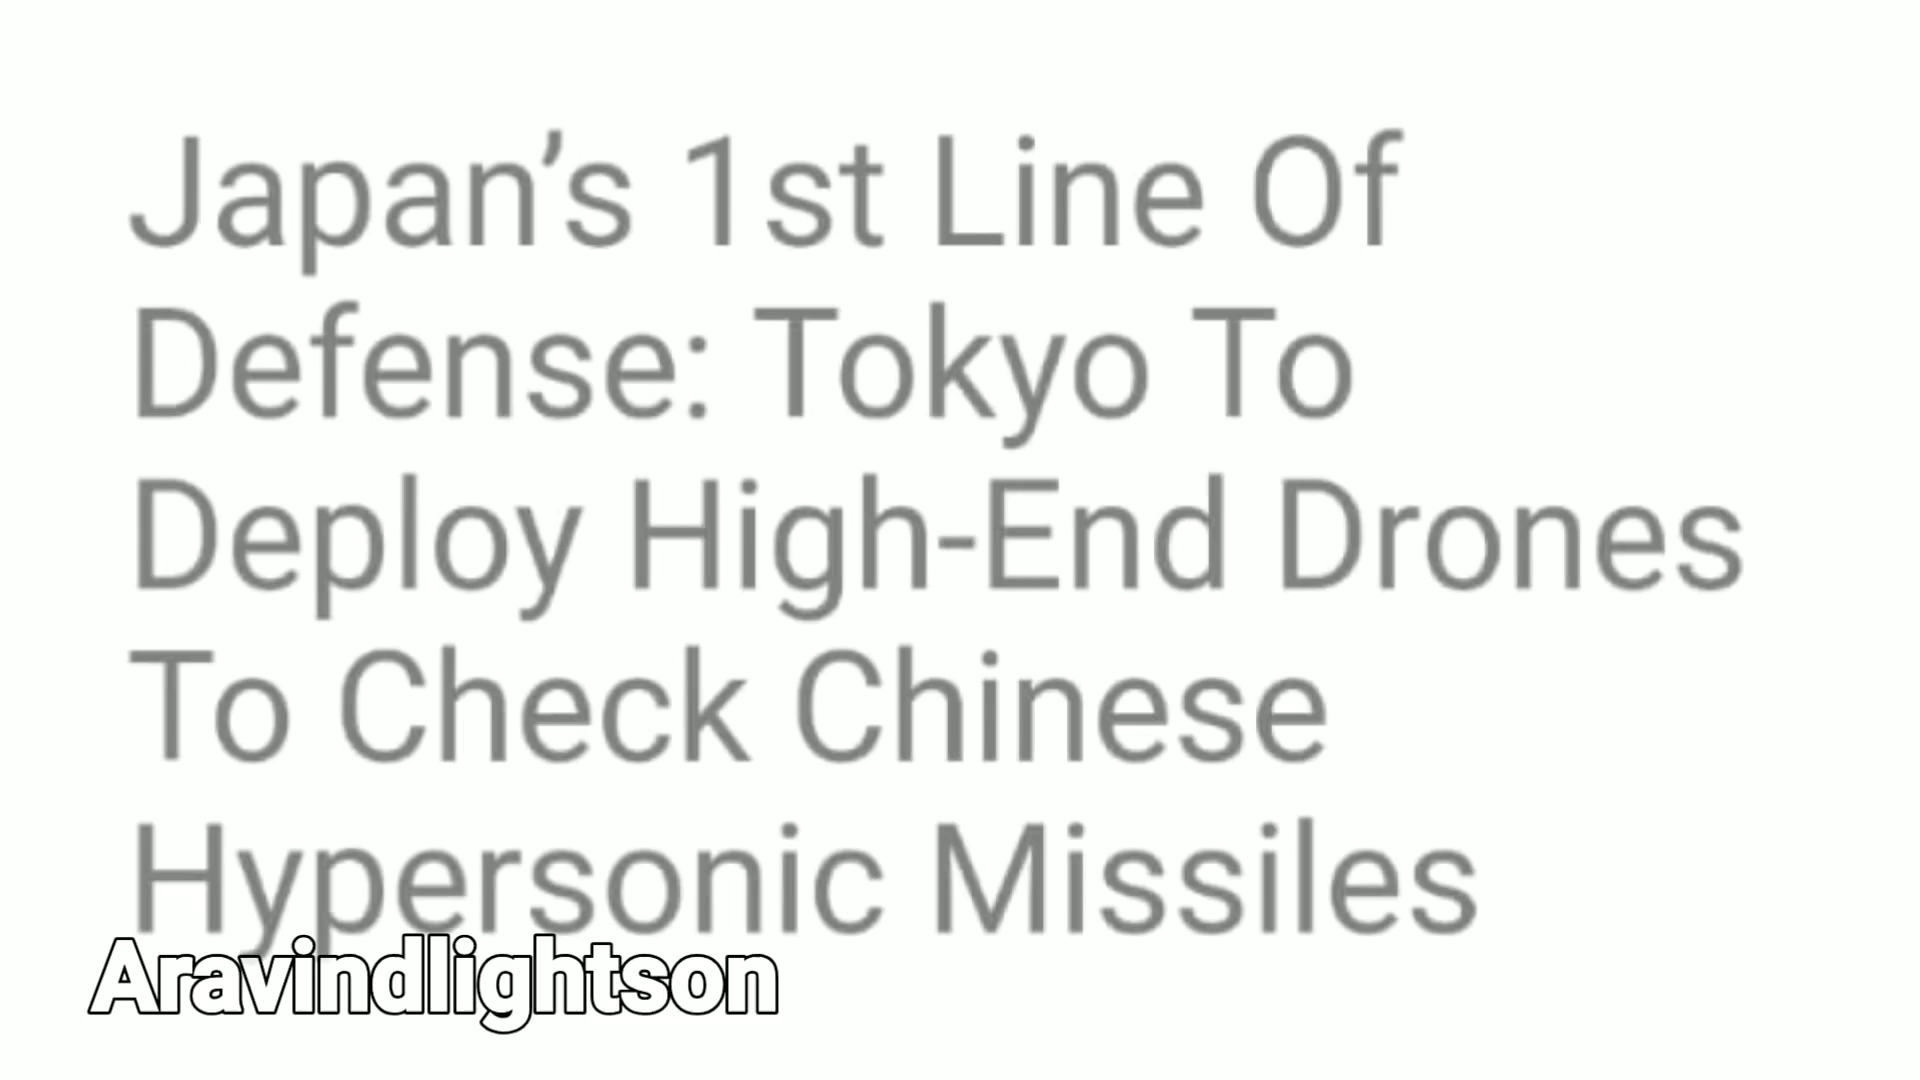 Japan’s 1st Line Of
Defense: Tokyo To
Deploy High-End Drones
To Check Chinese
Hypersonic Missiles
Aravindlightson